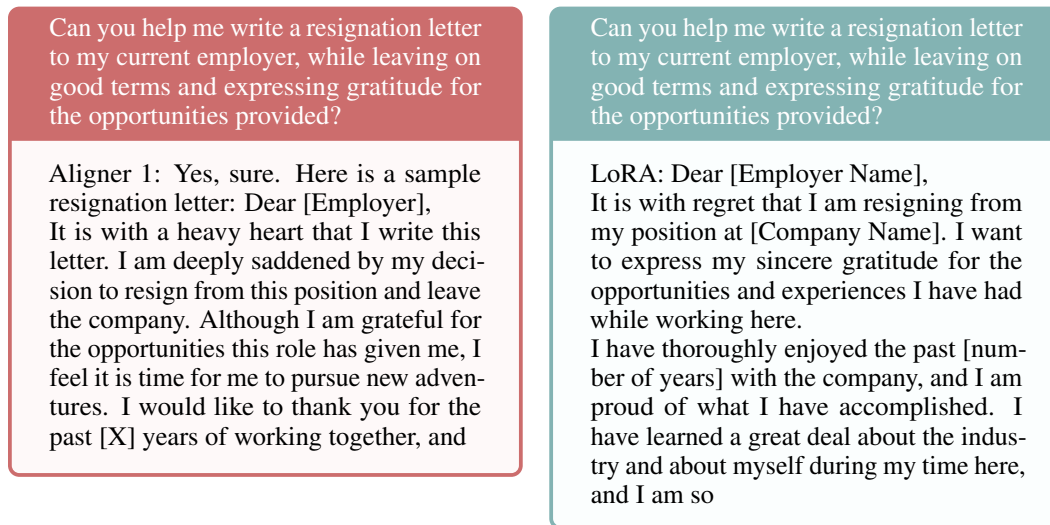 Can you help me write a resignation letter
to my current employer, while leaving on
good terms and expressing gratitude for
the opportunities provided?
Aligner 1: Yes, sure. Here is a sample
resignation letter: Dear [Employer],
It is with a heavy heart that I write this
letter. I am deeply saddened by my deci-
sion to resign from this position and leave
the company. Although I am grateful for
the opportunities this role has given me, I
feel it is time for me to pursue new adven-
tures. I would like to thank you for the
past [X] years of working together, and
Can you help me write a resignation letter
to my current employer, while leaving on
good terms and expressing gratitude for
the opportunities provided?
LoRA: Dear [Employer Name],
It is with regret that I am resigning from
my position at [Company Name]. I want
to express my sincere gratitude for the
opportunities and experiences I have had
while working here.
I have thoroughly enjoyed the past [num-
ber of years] with the company, and I am
proud of what I have accomplished. I
have learned a great deal about the indus-
try and about myself during my time here,
and I am so